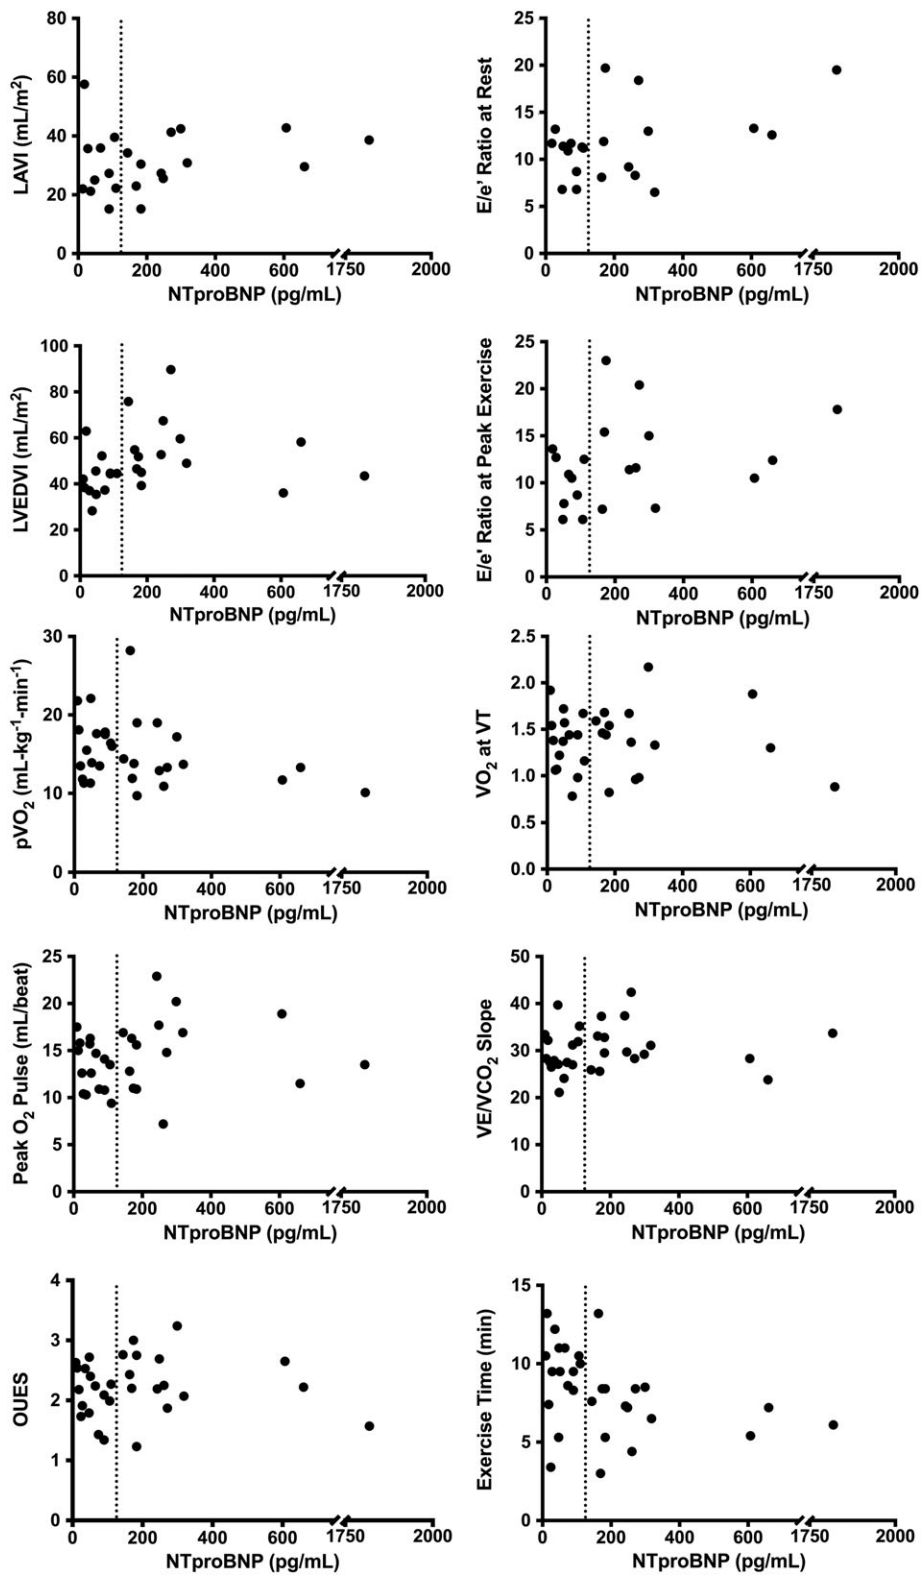 LAVI (mL/m²)
80
60
40
20
0
0 200 400 600 1750 2000
NTproBNP (pg/mL)
E/e' Ratio at Rest
25
20
15
10
5
0
0 200 400 600 1750 2000
NTproBNP (pg/mL)
LVEDVI (mL/m²)
100
80
60
40
20
0
0 200 400 600 1750 2000
NTproBNP (pg/mL)
E/e' Ratio at Peak Exercise
25
20
15
10
5
0
0 200 400 600 1750 2000
NTproBNP (pg/mL)
pVO₂ (mL-kg⁻¹-min⁻¹)
30
20
10
0
0 200 400 600 1750 2000
NTproBNP (pg/mL)
VO₂ at VT
2.5
2.0
1.5
1.0
0.5
0.0
0 200 400 600 1750 2000
NTproBNP (pg/mL)
Peak O₂ Pulse (mL/beat)
25
20
15
10
5
0
0 200 400 600 1750 2000
NTproBNP (pg/mL)
VE/VCO₂ Slope
50
40
30
20
10
0
0 200 400 600 1750 2000
NTproBNP (pg/mL)
OUES
4
3
2
1
0
0 200 400 600 1750 2000
NTproBNP (pg/mL)
Exercise Time (min)
15
10
5
0
0 200 400 600 1750 2000
NTproBNP (pg/mL)